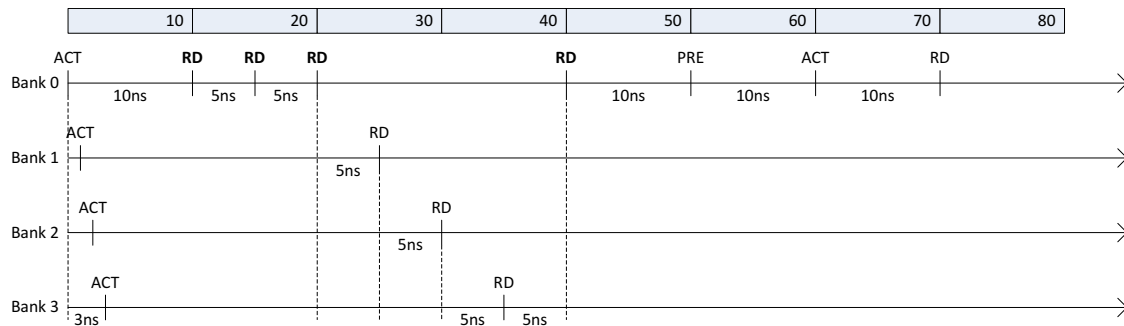 10 20 30 40 50 60 70 80
ACT RD RD RD RD PRE ACT RD
Bank 0
10ns 5ns 5ns 10ns 10ns 10ns
ACT RD
Bank 1
5ns
ACT RD
Bank 2
5ns
ACT RD
Bank 3
3ns 5ns 5ns